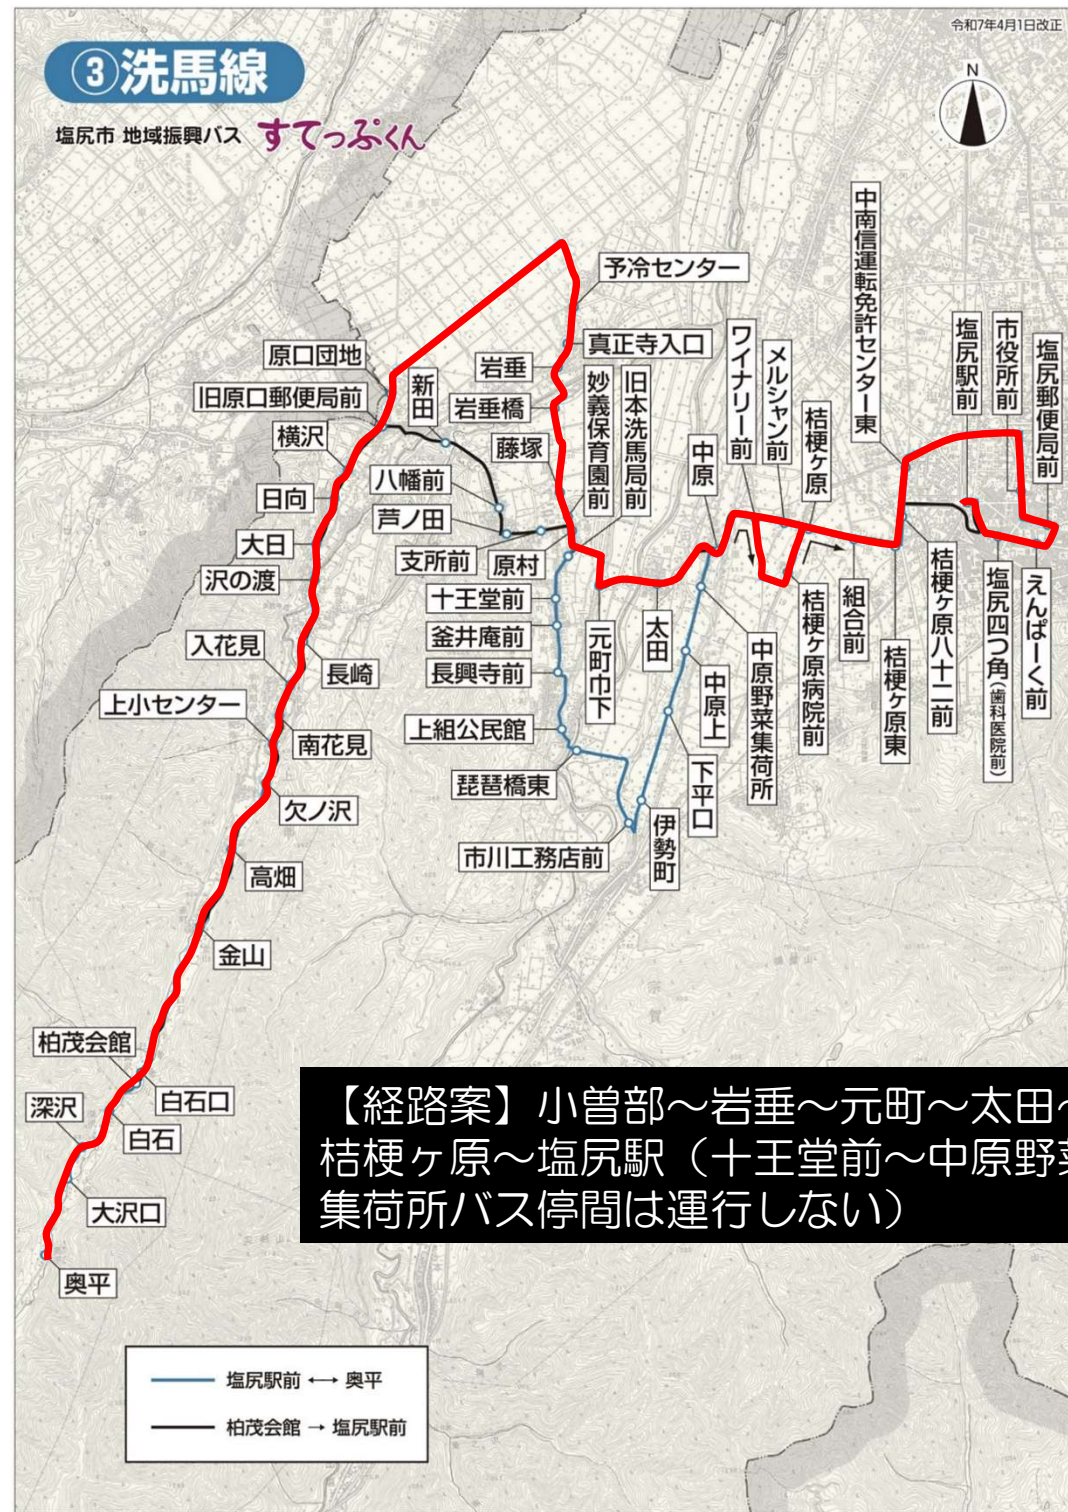 令和7年4月1日改正
③洗馬線
塩尻市 地域振興バス すてっぷくん
N
予冷センター
真正寺入口
岩垂
岩垂橋
藤塚
妙義保育園前
旧本洗馬局前
原口団地
旧原口郵便局前
新田
横沢
八幡前
日向
芦ノ田
大日
支所前
原村
沢の渡
十王堂前
釜井庵前
長興寺前
入花見
長崎
上小センター
南花見
上組公民館
琵琶橋東
欠ノ沢
市川工務店前
高畑
金山
中原
ワイナリー前
メルシャン前
桔梗ヶ原
中南信運転免許センター東
塩尻駅前
市役所前
塩尻郵便局前
元町巾下
太田
中原野菜集荷所
中原上
下平口
伊勢町
桔梗ヶ原病院前
組合前
桔梗ヶ原東
桔梗ヶ原八十二前
塩尻四つ角(歯科医院前)
えんぱーく前
柏茂会館
白石口
深沢
白石
大沢口
奥平
【経路案】小曽部～岩垂～元町～太田～
桔梗ヶ原～塩尻駅（十王堂前～中原野菜
集荷所バス停間は運行しない）
塩尻駅前 ←→ 奥平
柏茂会館 → 塩尻駅前